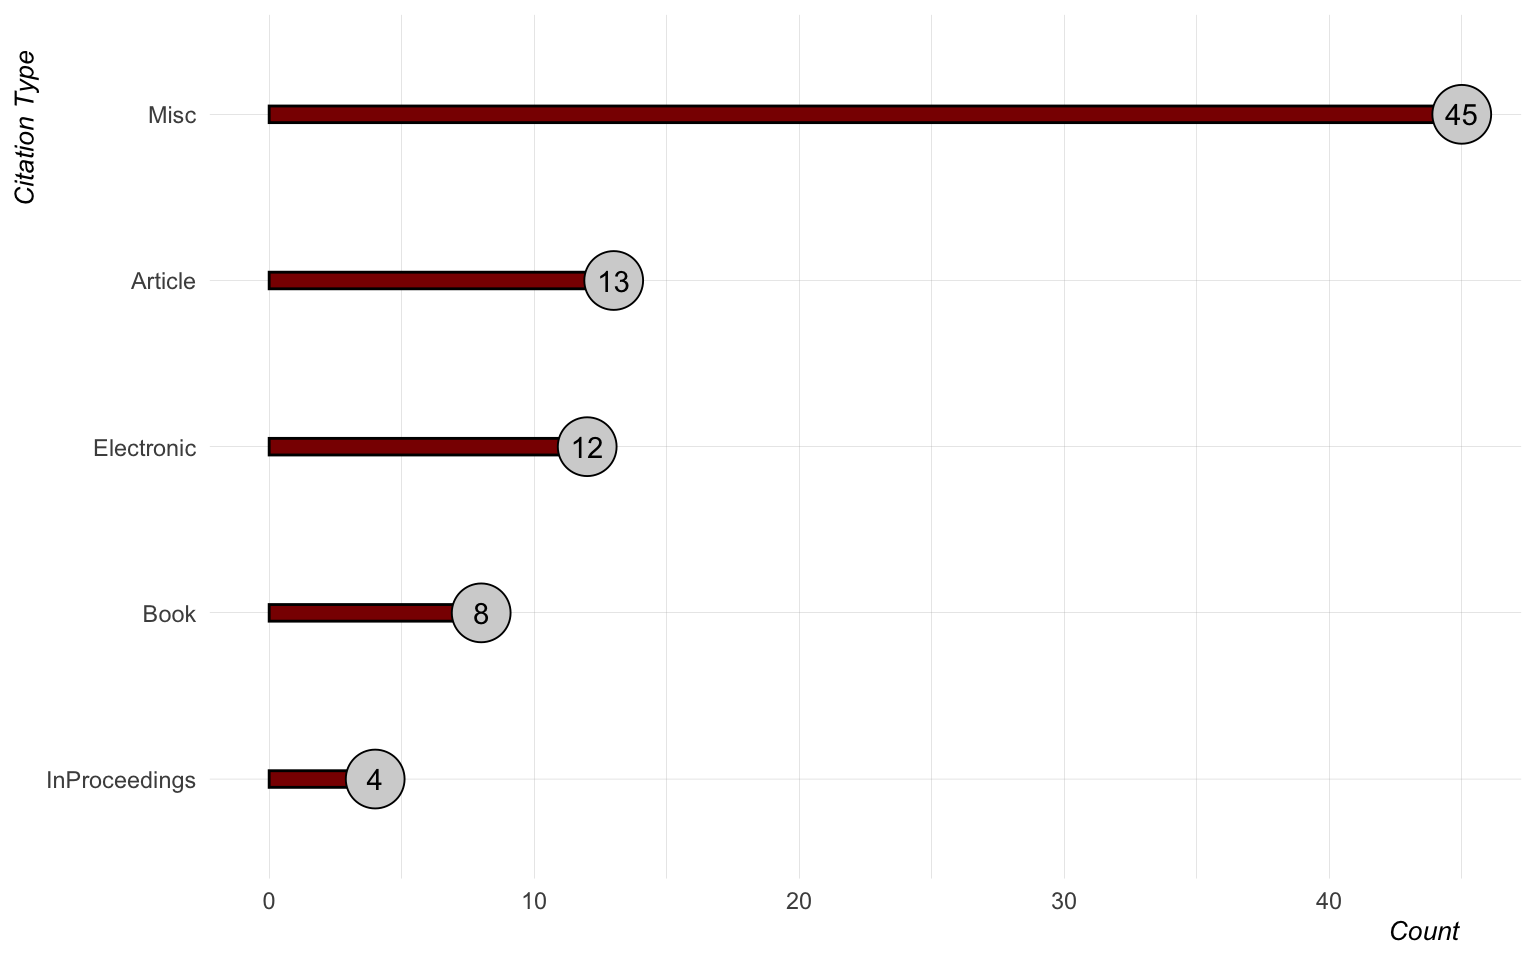 Citation Type
Misc
45
Article
13
Electronic
12
Book
8
InProceedings
4
0 10 20 30 40
Count